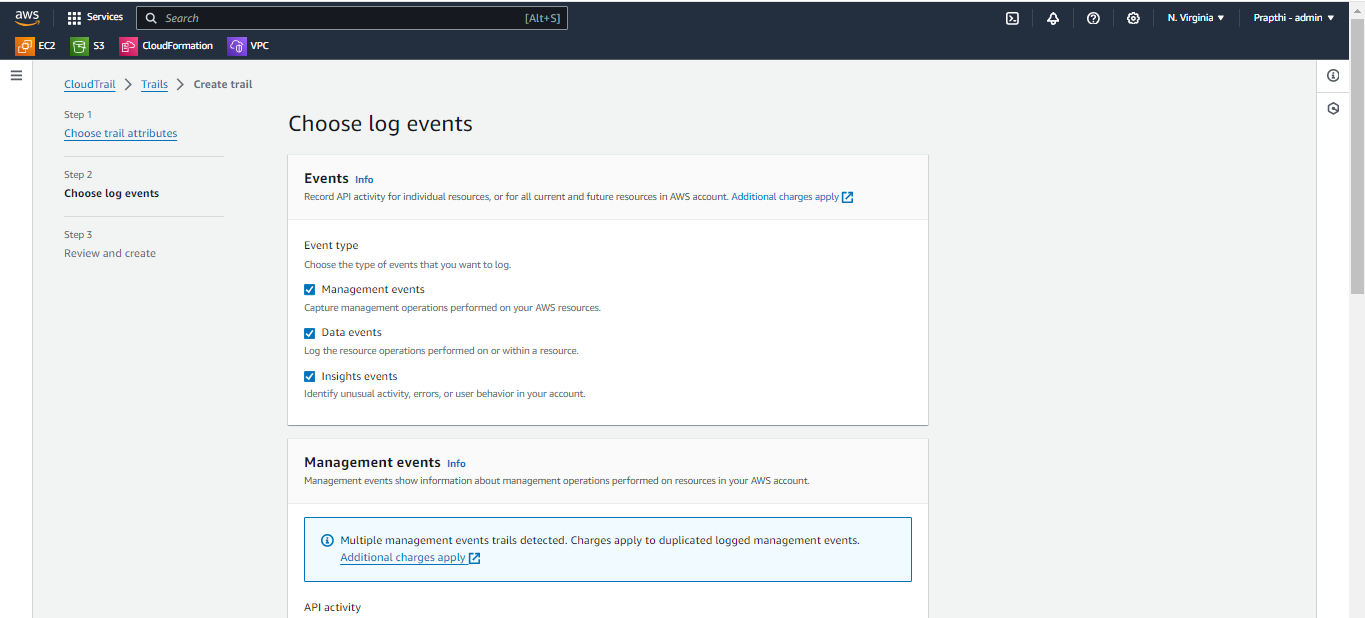 aws
Services
Search [Alt+S]
N. Virginia
Prapthi - admin
EC2
S3
CloudFormation
VPC
CloudTrail
Trails
Create trail
Step 1
Choose trail attributes
Step 2
Choose log events
Step 3
Review and create
Choose log events
Events Info
Record API activity for individual resources, or for all current and future resources in AWS account. Additional charges apply
Event type
Choose the type of events that you want to log.
Management events
Capture management operations performed on your AWS resources.
Data events
Log the resource operations performed on or within a resource.
Insights events
Identify unusual activity, errors, or user behavior in your account.
Management events Info
Management events show information about management operations performed on resources in your AWS account.
Multiple management events trails detected. Charges apply to duplicated logged management events.
Additional charges apply
API activity